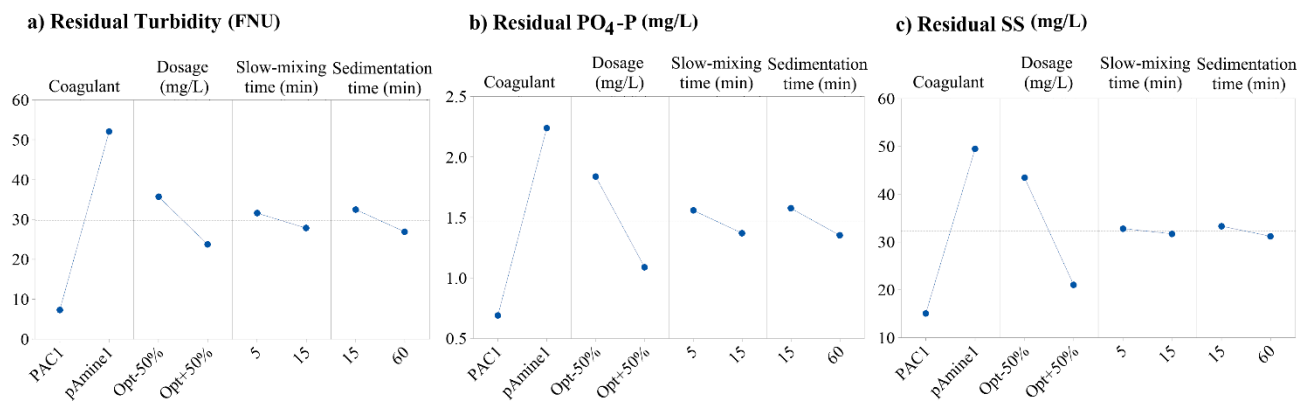 a) Residual Turbidity (FNU)
Coagulant
Dosage
(mg/L)
Slow-mixing
time (min)
Sedimentation
time (min)
60
50
40
30
20
10
0
PAC1
pAmine1
Opt-50%
Opt+50%
5
15
15
60
b) Residual PO4-P (mg/L)
Coagulant
Dosage
(mg/L)
Slow-mixing
time (min)
Sedimentation
time (min)
2.5
2.0
1.5
1.0
0.5
PAC1
pAmine1
Opt-50%
Opt+50%
5
15
15
60
c) Residual SS (mg/L)
Coagulant
Dosage
(mg/L)
Slow-mixing
time (min)
Sedimentation
time (min)
60
50
40
30
20
10
PAC1
pAmine1
Opt-50%
Opt+50%
5
15
15
60